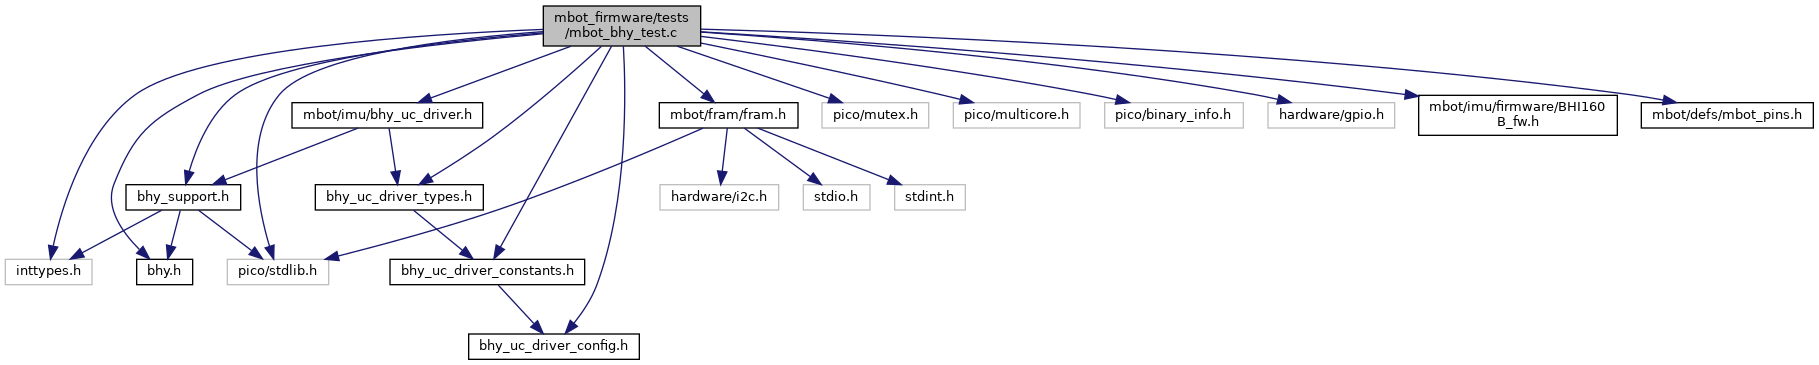 mbot_firmware/tests
/mbot_bhy_test.c
mbot/imu/bhy_uc_driver.h
mbot/fram/fram.h
pico/mutex.h
pico/multicore.h
pico/binary_info.h
hardware/gpio.h
mbot/imu/firmware/BHI160
B_fw.h
mbot/defs/mbot_pins.h
bhy_support.h
bhy_uc_driver_types.h
hardware/i2c.h
stdio.h
stdint.h
inttypes.h
bhy.h
pico/stdlib.h
bhy_uc_driver_constants.h
bhy_uc_driver_config.h